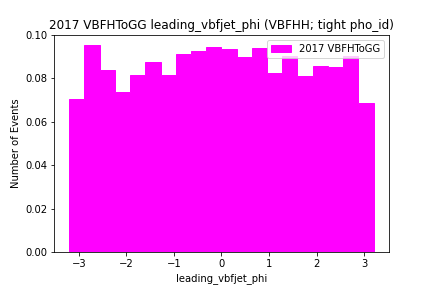 2017 VBFHToGG leading_vbfjet_phi (VBFHH; tight pho_id)
2017 VBFHToGG
Number of Events
0.10
0.08
0.06
0.04
0.02
0.00
−3 −2 −1 0 1 2 3
leading_vbfjet_phi